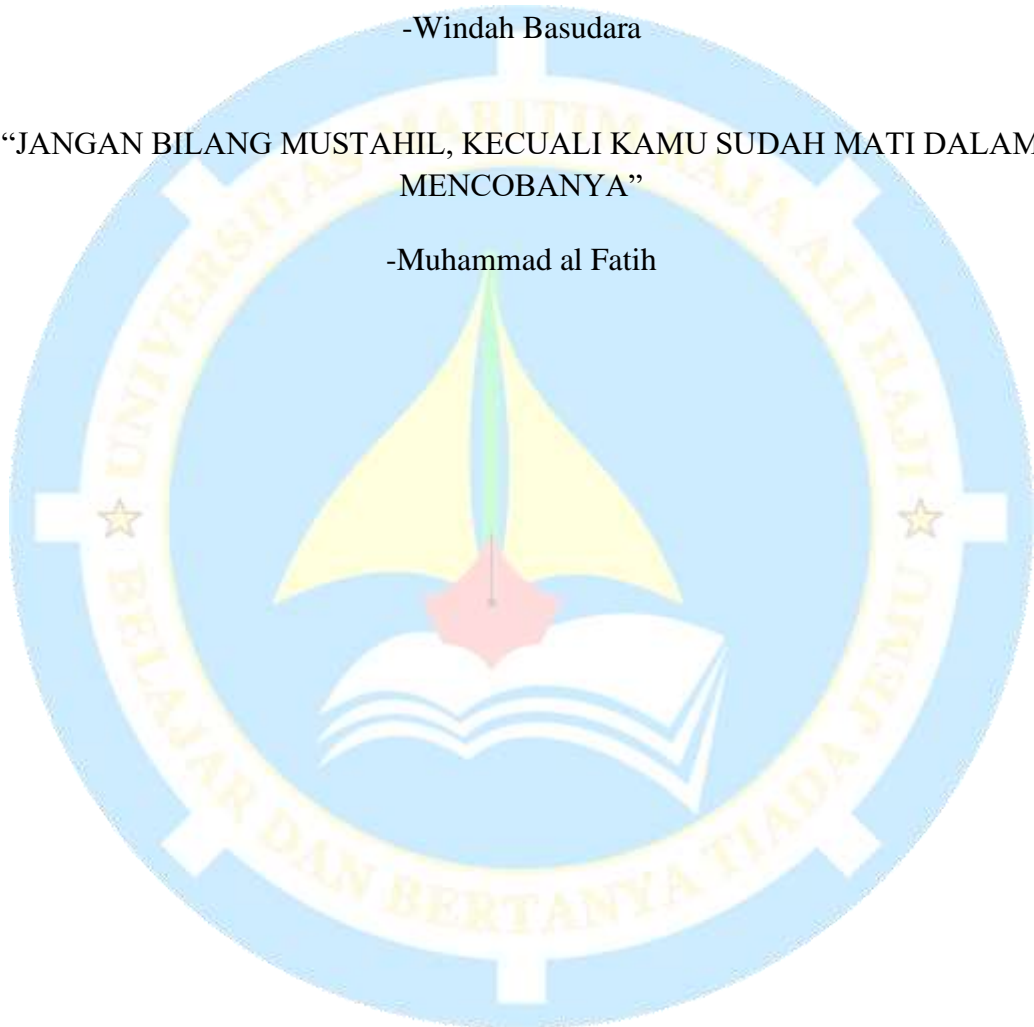 -Windah Basudara
“JANGAN BILANG MUSTAHIL, KECUALI KAMU SUDAH MATI DALAM
MENCOBANYA”
-Muhammad al Fatih
UNIVERSITAS MARITIM RAJA ALI HAJI
BELAJAR DAN BERTANYA TIADA JEMU